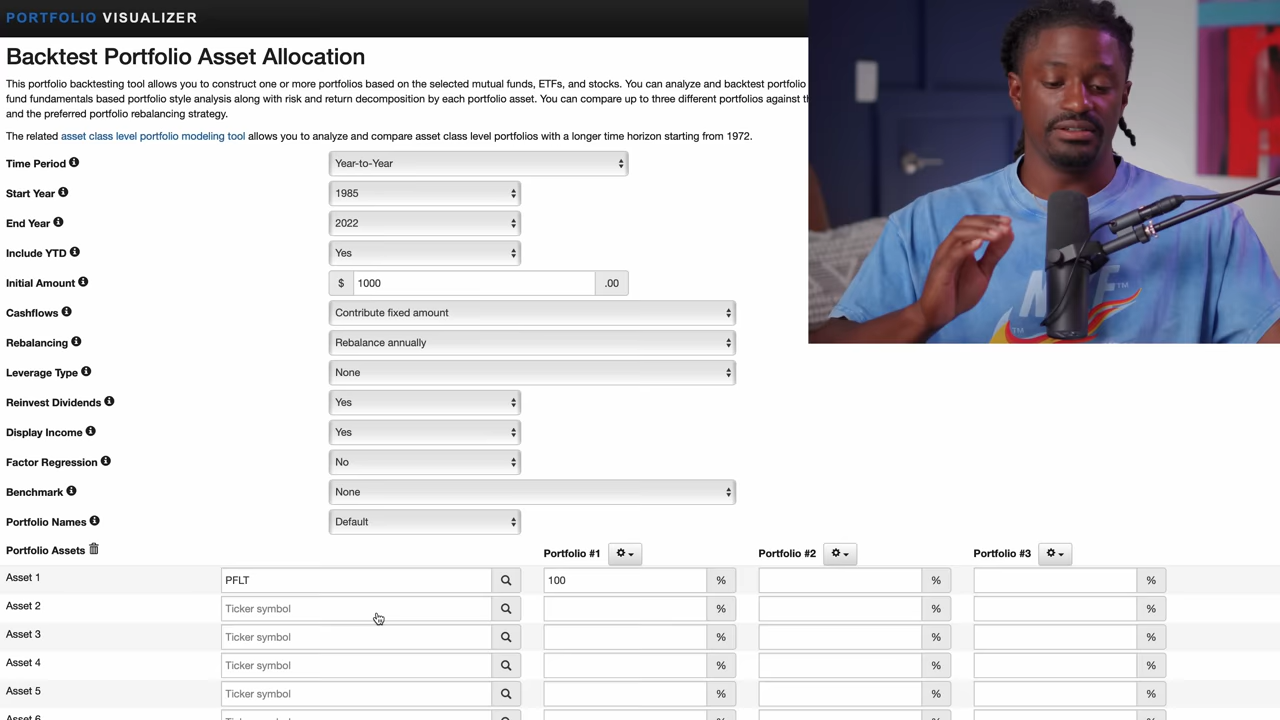 PORTFOLIO VISUALIZER
Backtest Portfolio Asset Allocation
This portfolio backtesting tool allows you to construct one or more portfolios based on the selected mutual funds, ETFs, and stocks. You can analyze and backtest portfolio
fund fundamentals based portfolio style analysis along with risk and return decomposition by each portfolio asset. You can compare up to three different portfolios against
and the preferred portfolio rebalancing strategy.
The related asset class level portfolio modeling tool allows you to analyze and compare asset class level portfolios with a longer time horizon starting from 1972.
Time Period Year-to-Year
Start Year 1985
End Year 2022
Include YTD Yes
Initial Amount $ 1000 .00
Cashflows Contribute fixed amount
Rebalancing Rebalance annually
Leverage Type None
Reinvest Dividends Yes
Display Income Yes
Factor Regression No
Benchmark None
Portfolio Names Default
Portfolio Assets Portfolio #1 Portfolio #2 Portfolio #3
Asset 1 PFLT 100 % % %
Asset 2 Ticker symbol % % %
Asset 3 Ticker symbol % % %
Asset 4 Ticker symbol % % %
Asset 5 Ticker symbol % % %
Asset 6
TM
TM